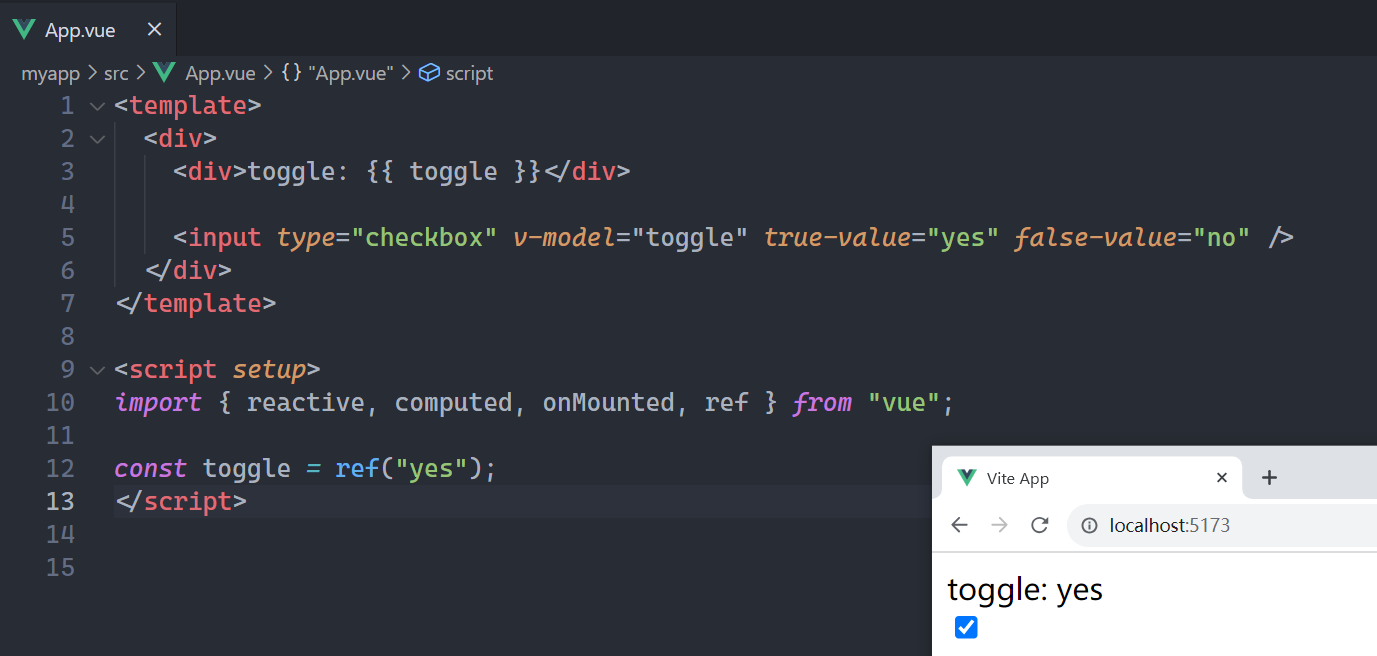 App.vue
myapp > src > App.vue > {} "App.vue" > script
1 <template>
2 <div>
3 <div>toggle: {{ toggle }}</div>
4
5 <input type="checkbox" v-model="toggle" true-value="yes" false-value="no" />
6 </div>
7 </template>
8
9 <script setup>
10 import { reactive, computed, onMounted, ref } from "vue";
11
12 const toggle = ref("yes");
13 </script>
14
15
Vite App
localhost:5173
toggle: yes